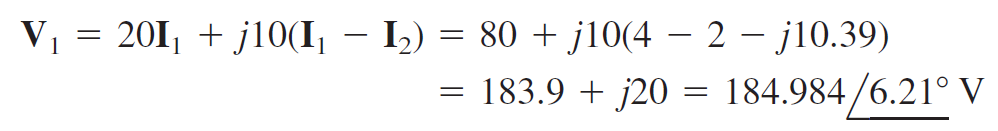 V₁ = 20I₁ + j10(I₁ − I₂) = 80 + j10(4 − 2 − j10.39)
= 183.9 + j20 = 184.984/6.21° V